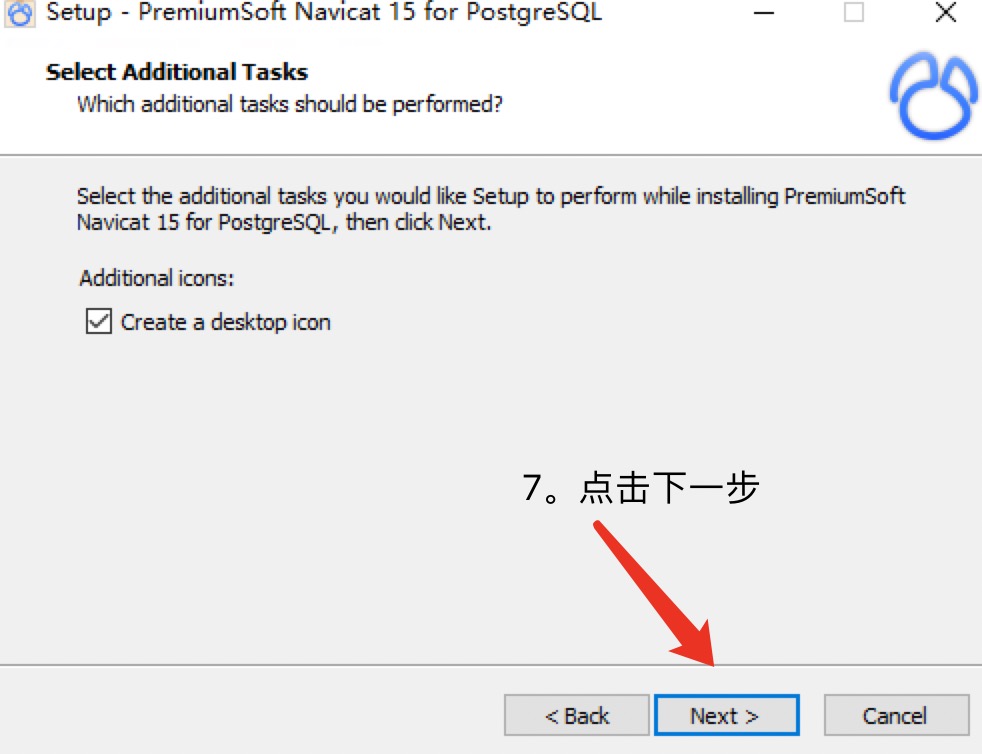 Setup - PremiumSoft Navicat 15 for PostgreSQL
Select Additional Tasks
Which additional tasks should be performed?
Select the additional tasks you would like Setup to perform while installing PremiumSoft
Navicat 15 for PostgreSQL, then click Next.
Additional icons:
Create a desktop icon
7。点击下一步
< Back
Next >
Cancel